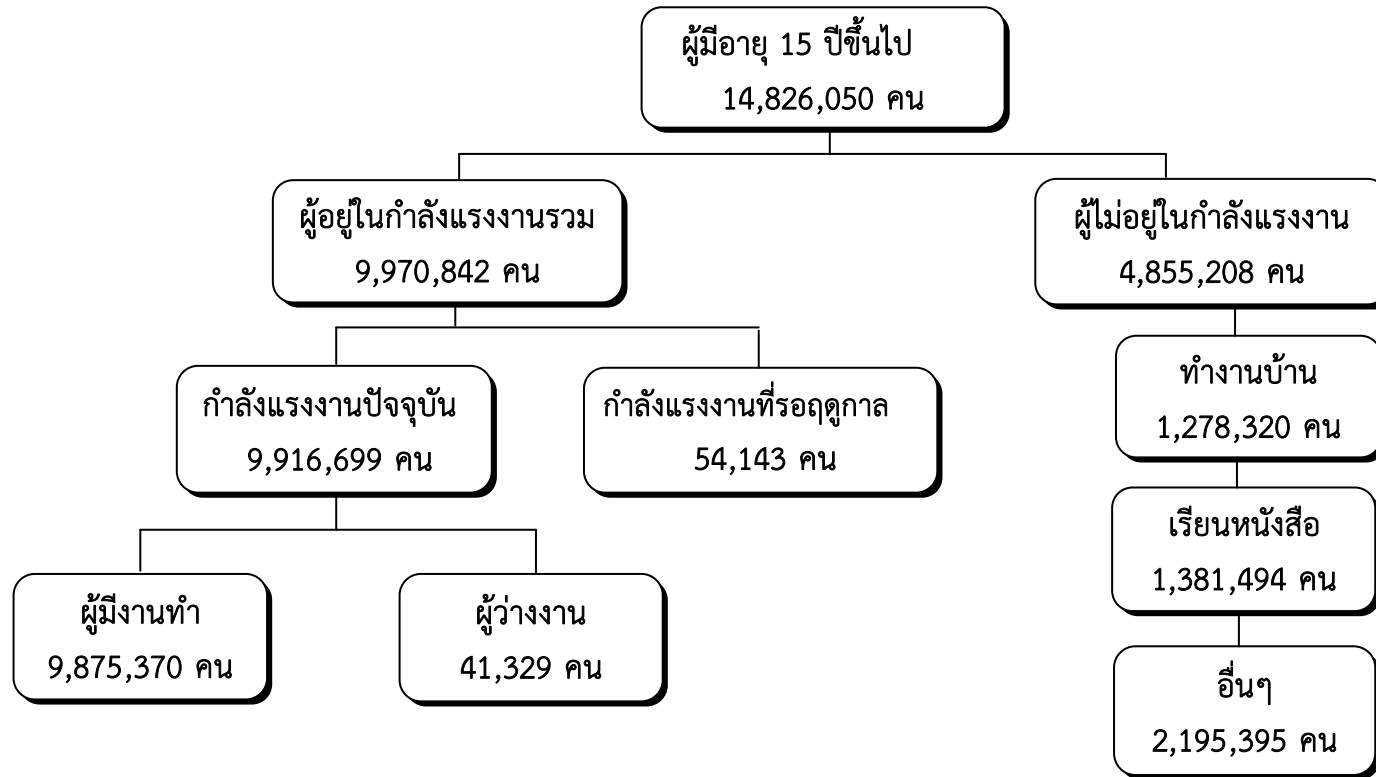 ผู้มีอายุ 15 ปีขึ้นไป
14,826,050 คน
ผู้อยู่ในกำลังแรงงานรวม
9,970,842 คน
ผู้ไม่อยู่ในกำลังแรงงาน
4,855,208 คน
กำลังแรงงานปัจจุบัน
9,916,699 คน
กำลังแรงงานที่รอฤดูกาล
54,143 คน
ทำงานบ้าน
1,278,320 คน
เรียนหนังสือ
1,381,494 คน
ผู้มีงานทำ
9,875,370 คน
ผู้ว่างงาน
41,329 คน
อื่นๆ
2,195,395 คน